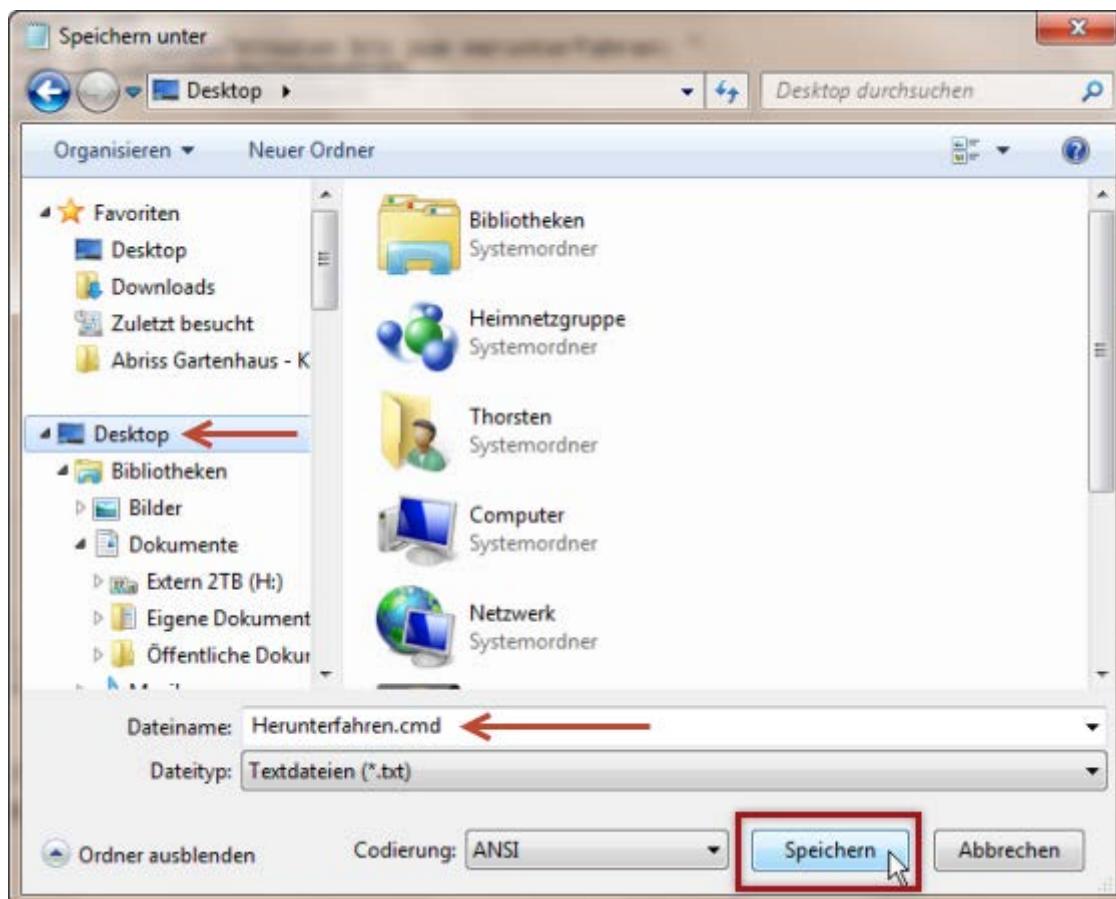 Speichern unter
Desktop
Desktop durchsuchen
Organisieren
Neuer Ordner
Favoriten
Desktop
Downloads
Zuletzt besucht
Abriss Gartenhaus - K
Desktop
Bibliotheken
Bilder
Dokumente
Extern 2TB (H:)
Eigene Dokument
Öffentliche Dokur
Bibliotheken
Systemordner
Heimnetzgruppe
Systemordner
Thorsten
Systemordner
Computer
Systemordner
Netzwerk
Systemordner
Dateiname: Herunterfahren.cmd
Dateityp: Textdateien (*.txt)
Ordner ausblenden
Codierung: ANSI
Speichern
Abbrechen